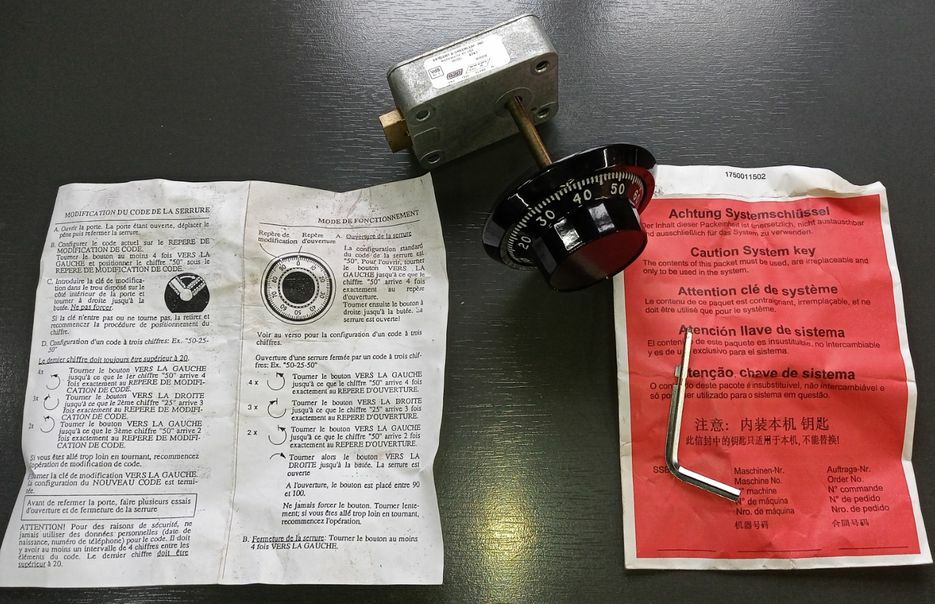 MODIFICATION DU CODE DE LA SERRURE
A. Ouvrir la porte. La porte étant ouverte, déplacer le
pêne puis refermer la serrure.
B. Configurer le code actuel sur le REPERE DE
MODIFICATION DE CODE.
Tourner le bouton au moins 4 fois VERS LA
GAUCHE et positionner le chiffre "50" sous le
REPERE DE MODIFICATION DE CODE.
C. Introduire la clé de modifica-
tion dans le trou disposé sur le
côté intérieur de la porte et
tourner à droite jusqu'à la
butée. Ne pas forcer.
Si la clé n'entre pas ou ne tourne pas, la retirer et
recommencer la procédure de positionnement du
chiffre.
D. Configuration d'un code à trois chiffres: Ex. "50-25-
50"
Le dernier chiffre doit toujours être supérieur à 20.
4x Tourner le bouton VERS LA GAUCHE
jusqu'à ce que le 1er chiffre "50" arrive 4
fois exactement au REPERE DE MODIFI-
CATION DE CODE.
3x Tourner le bouton VERS LA DROITE
jusqu'à ce que le 2ème chiffre "25" arrive 3
fois exactement au REPERE DE MODIFI-
CATION DE CODE.
2x Tourner le bouton VERS LA GAUCHE
jusqu'à ce que le 3ème chiffre "50" arrive 2
fois exactement au REPERE DE MODIFI-
CATION DE CODE.
Si vous êtes allé trop loin en tournant, recommencez
l'opération de modification de code.
Tourner la clé de modification VERS LA GAUCHE,
la configuration du NOUVEAU CODE est termi-
née.
Avant de refermer la porte, faire plusieurs essais
d'ouverture et de fermeture de la serrure
ATTENTION! Pour des raisons de sécurité, ne
jamais utiliser des données personnelles (date de
naissance, numéro de téléphone) pour le code. Il doit
y avoir au moins un intervalle de 4 chiffres entre les
éléments du code. Le dernier chiffre doit être
supérieur à 20.
MODE DE FONCTIONNEMENT
Repère de modification
Repère d'ouverture
A. Ouverture de la serrure
La configuration standard
du code de la serrure est
"50". Pour l'ouvrir, tourner
le bouton VERS LA
GAUCHE jusqu'à ce que le
chiffre "50" arrive 4 fois
exactement au repère
d'ouverture.
Tourner ensuite le bouton à
droite jusqu'à la butée. La
serrure est ouverte!
Voir au verso pour la configuration d'un code à trois
chiffres.
Ouverture d'une serrure fermée par un code à trois chif-
fres: Ex. "50-25-50"
4 x Tourner le bouton VERS LA GAUCHE
jusqu'à ce que le chiffre "50" arrive 4 fois
exactement au REPERE D'OUVERTURE.
3 x Tourner le bouton VERS LA DROITE
jusqu'à ce que le chiffre "25" arrive 3 fois
exactement au REPERE D'OUVERTURE.
2 x Tourner le bouton VERS LA GAUCHE
jusqu'à ce que le chiffre "50" arrive 2 fois
exactement au REPERE D'OUVERTURE.
Tourner alors le bouton VERS LA
DROITE jusqu'à la butée. La serrure est
ouverte
A l'ouverture, le bouton est placé entre 90
et 100.
Ne jamais forcer le bouton. Tourner lente-
ment; si vous êtes allé trop loin en tournant,
recommencez l'opération.
B. Fermeture de la serrure: Tourner le bouton au moins
4 fois VERS LA GAUCHE.
20 30 40 50
1750011502
Achtung Systemschlüssel
Der Inhalt dieser Packeinheit ist unersetzlich, nicht austauschbar
und ausschließlich für das System, zu verwenden.
Caution System key
The contents of this packet must be used, are irreplaceable and
only to be used in the system.
Attention clé de système
Le contenu de ce paquet est contraignant, irremplaçable, et ne
doit être utilisé que pour le système.
Atención llave de sistema
El contenido de este paquete es insustituible, no intercambiable
y es de uso exclusivo para el sistema.
Atenção chave de sistema
O conteúdo deste pacote é insubstituível, não intercambiável e
só pode ser utilizado para o sistema em questão.
注意: 内装本机 钥匙
此信封中的钥匙只适用于本机, 不能替换!
Maschinen-Nr.
Machine No.
N° machine
N° de máquina
Nro. de máquina
机器号码
Auftrags-Nr.
Order No.
N° commande
N° de pedido
Nro. de pedido
合同号码